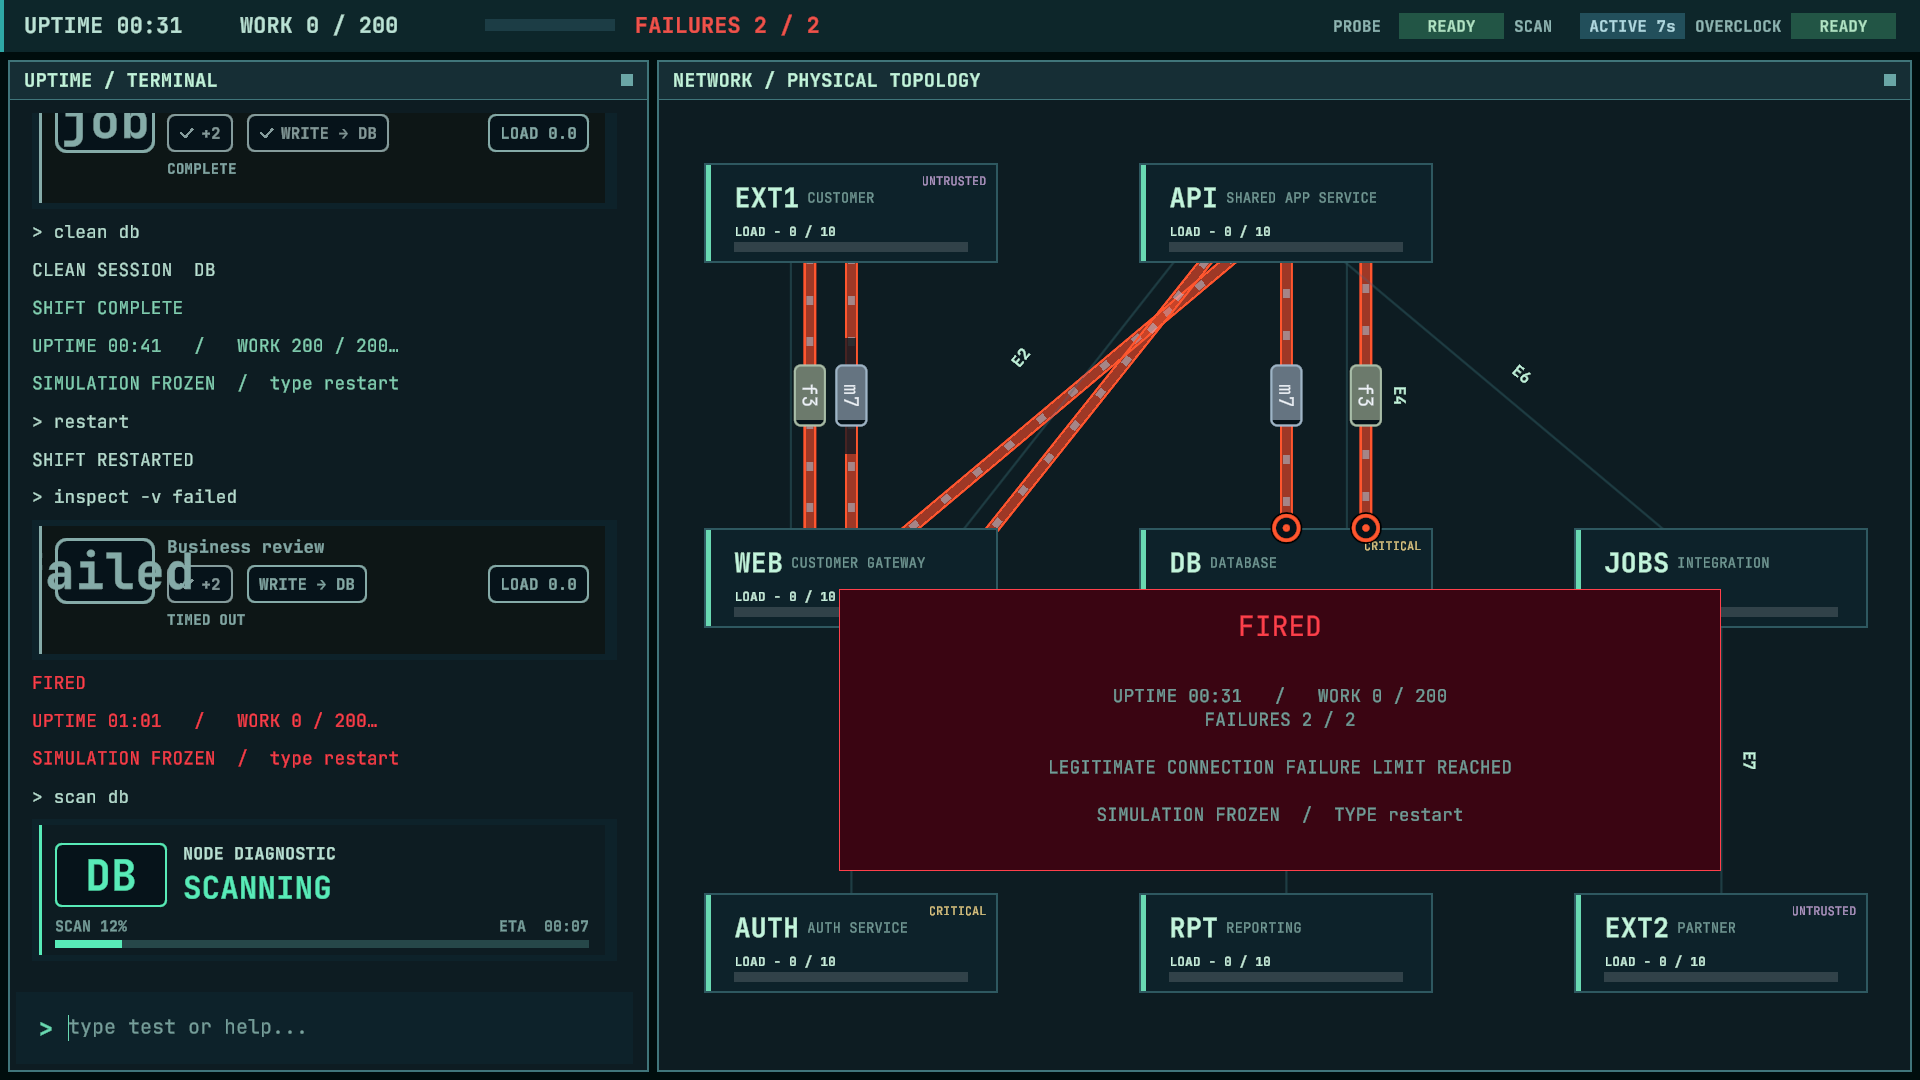 UPTIME 00:31 WORK 0 / 200 FAILURES 2 / 2 PROBE READY SCAN ACTIVE 7s OVERCLOCK READY
UPTIME / TERMINAL
job ✓ +2 ✓ WRITE → DB LOAD 0.0
COMPLETE
> clean db
CLEAN SESSION DB
SHIFT COMPLETE
UPTIME 00:41 / WORK 200 / 200…
SIMULATION FROZEN / type restart
> restart
SHIFT RESTARTED
> inspect -v failed
Business review
ailed ✓ +2 WRITE → DB LOAD 0.0
TIMED OUT
FIRED
UPTIME 01:01 / WORK 0 / 200…
SIMULATION FROZEN / type restart
> scan db
DB NODE DIAGNOSTIC
SCANNING
SCAN 12% ETA 00:07
> type test or help...
NETWORK / PHYSICAL TOPOLOGY
UNTRUSTED
EXT1 CUSTOMER
LOAD - 0 / 10
API SHARED APP SERVICE
LOAD - 0 / 10
E2
E6
f3
m7
m7
f3
E4
WEB CUSTOMER GATEWAY
LOAD - 0 / 10
CRITICAL
DB DATABASE
JOBS INTEGRATION
FIRED
UPTIME 00:31 / WORK 0 / 200
FAILURES 2 / 2
LEGITIMATE CONNECTION FAILURE LIMIT REACHED
SIMULATION FROZEN / TYPE restart
E7
CRITICAL
AUTH AUTH SERVICE
LOAD - 0 / 10
RPT REPORTING
LOAD - 0 / 10
UNTRUSTED
EXT2 PARTNER
LOAD - 0 / 10